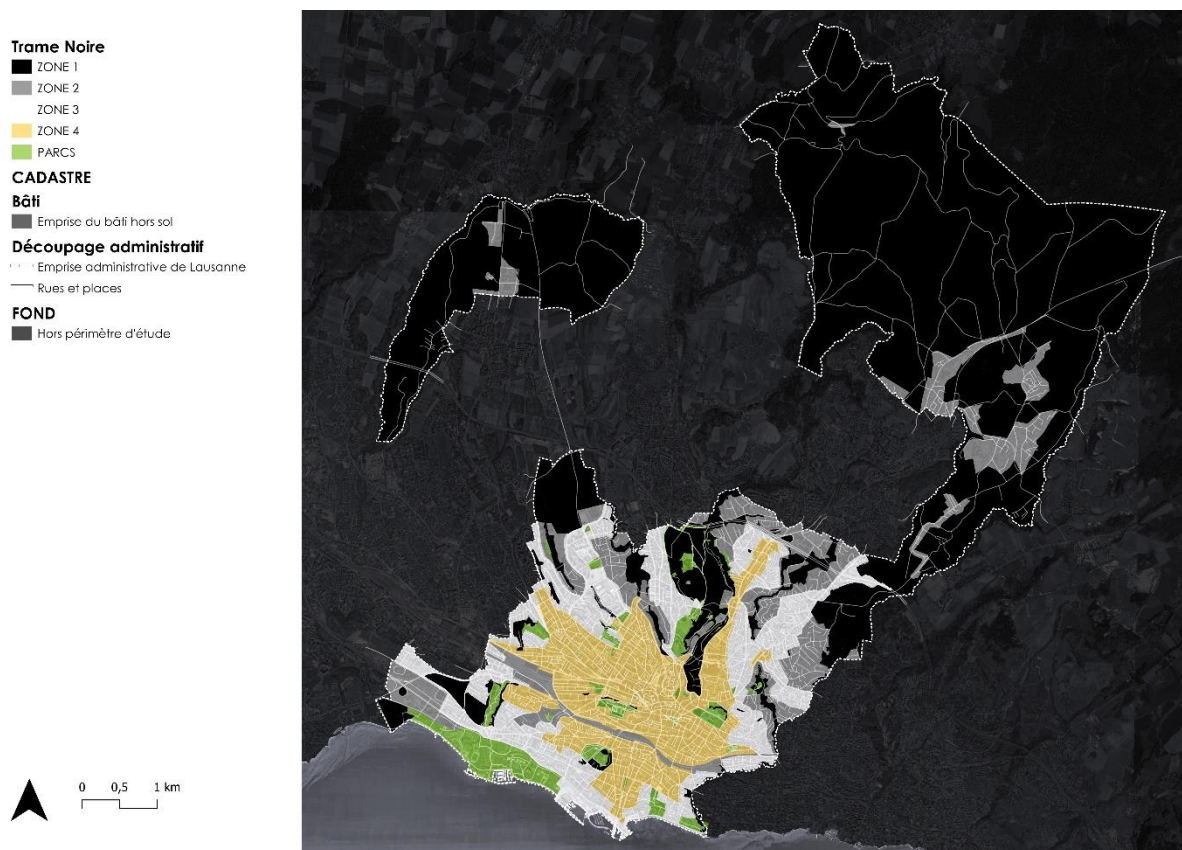 Trame Noire
ZONE 1
ZONE 2
ZONE 3
ZONE 4
PARCS
CADASTRE
Bâti
Emprise du bâti hors sol
Découpage administratif
Emprise administrative de Lausanne
Rues et places
FOND
Hors périmètre d'étude
0 0,5 1 km